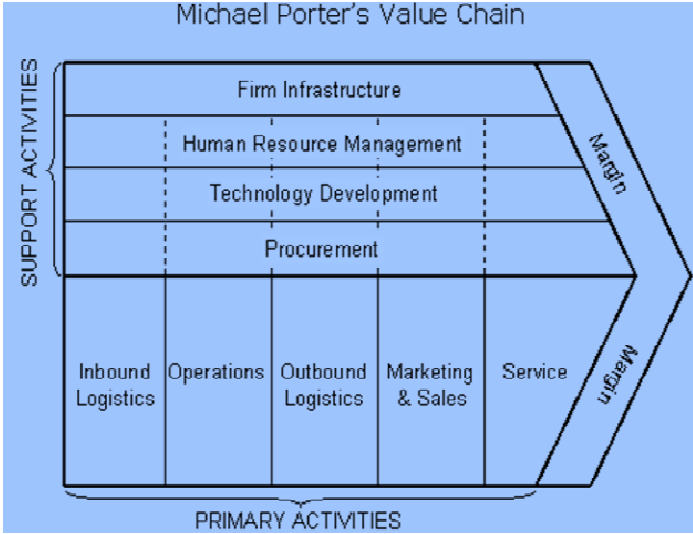 Michael Porter's Value Chain
SUPPORT ACTIVITIES
Firm Infrastructure
Human Resource Management
Technology Development
Procurement
Margin
Inbound
Logistics
Operations
Outbound
Logistics
Marketing
& Sales
Service
Margin
PRIMARY ACTIVITIES